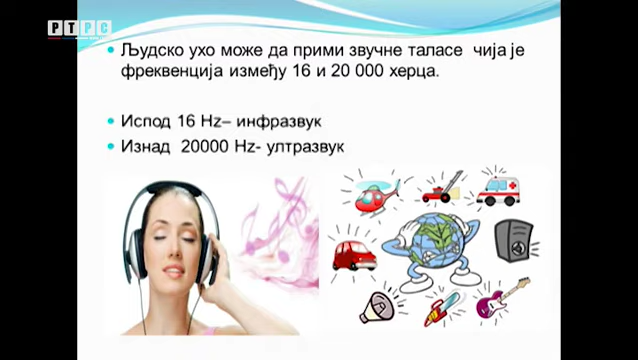 РТРС
Људско ухо може да прими звучне таласе чија је
фреквенција између 16 и 20 000 херца.
Испод 16 Hz– инфразвук
Изнад 20000 Hz- ултразвук